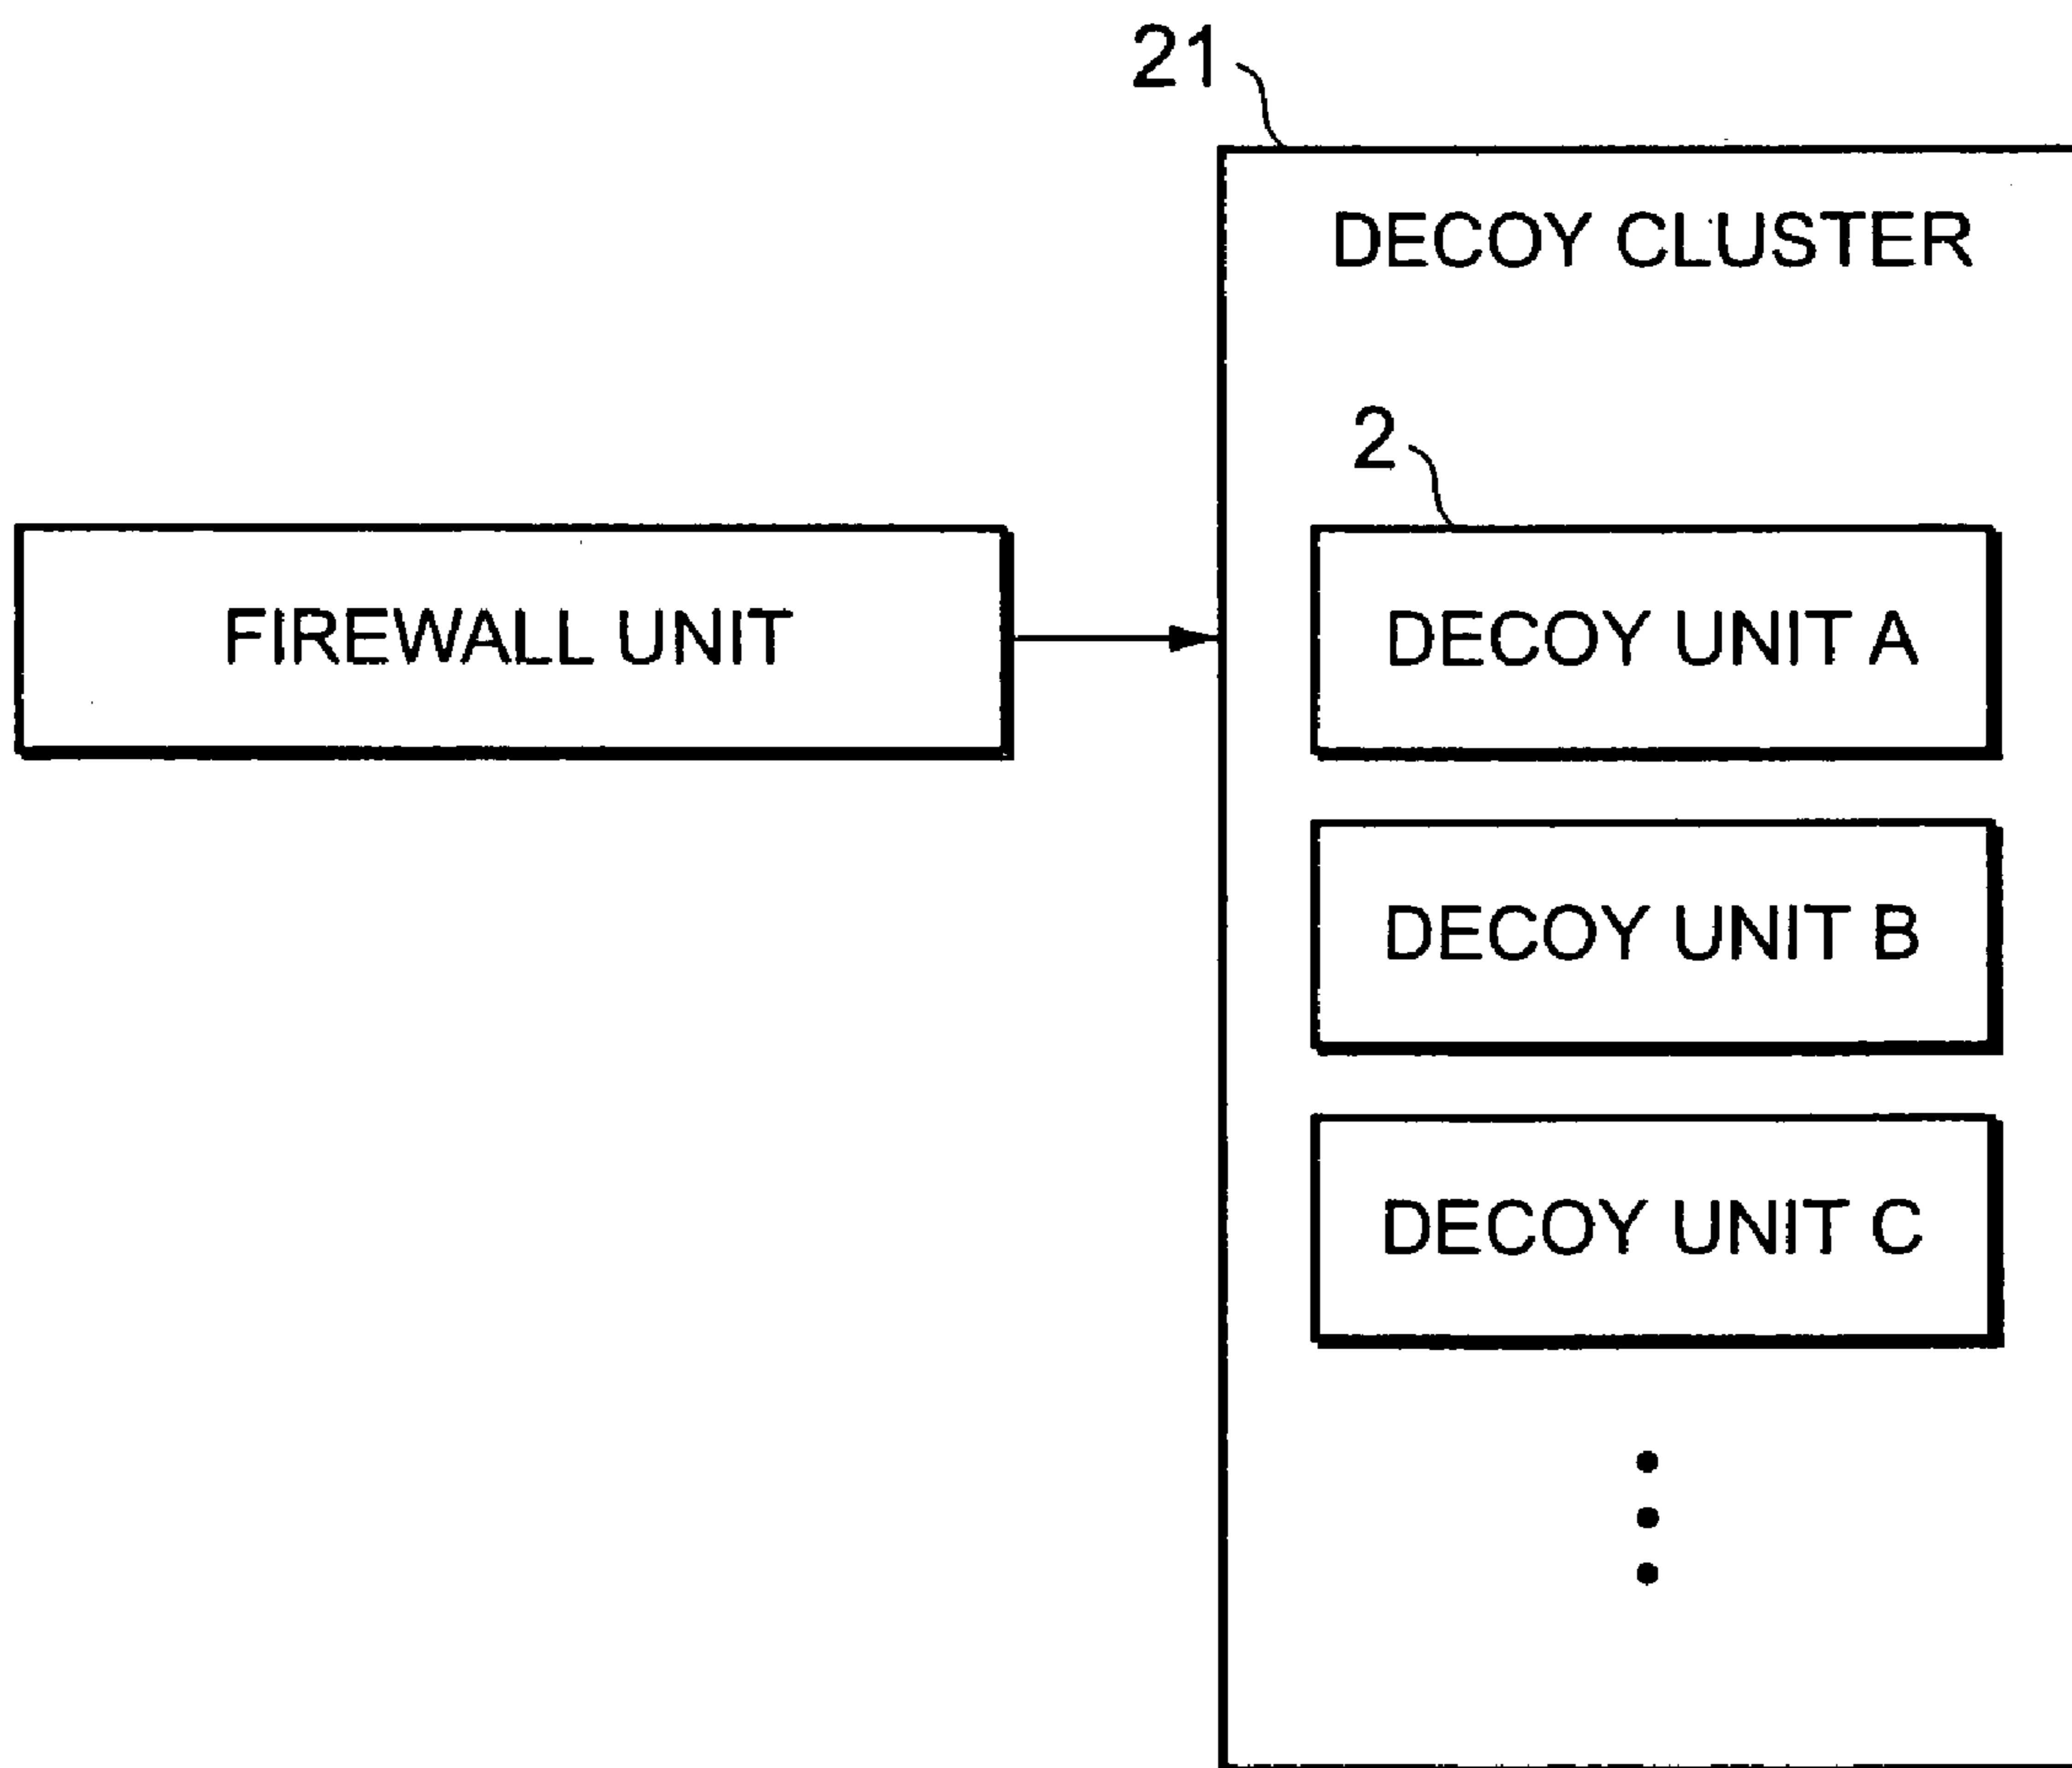 21
DECOY CLUSTER
2
FIREWALL UNIT
DECOY UNIT A
DECOY UNIT B
DECOY UNIT C